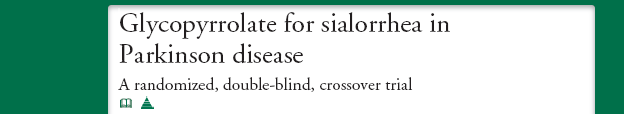 Glycopyrrolate for sialorrhea in
Parkinson disease
A randomized, double-blind, crossover trial